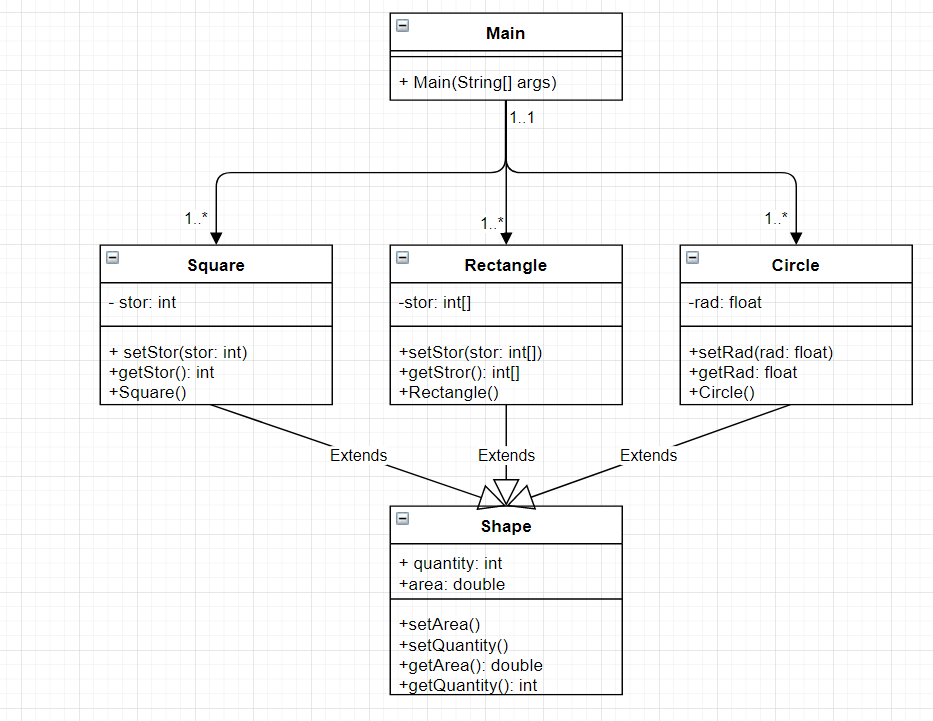 Main
+ Main(String[] args)
1..1
1..*
1..*
1..*
Square
- stor: int
+ setStor(stor: int)
+getStor(): int
+Square()
Rectangle
-stor: int[]
+setStor(stor: int[])
+getStror(): int[]
+Rectangle()
Circle
-rad: float
+setRad(rad: float)
+getRad: float
+Circle()
Extends
Extends
Extends
Shape
+ quantity: int
+area: double
+setArea()
+setQuantity()
+getArea(): double
+getQuantity(): int